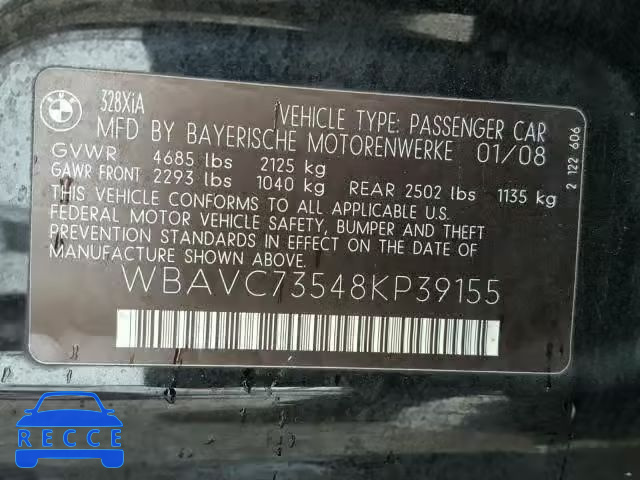 BMW
328XiA
VEHICLE TYPE: PASSENGER CAR
MFD BY BAYERISCHE MOTORENWERKE 01/08
GVWR 4685 lbs 2125 kg
GAWR FRONT 2293 lbs 1040 kg REAR 2502 lbs 1135 kg
THIS VEHICLE CONFORMS TO ALL APPLICABLE U.S.
FEDERAL MOTOR VEHICLE SAFETY, BUMPER AND THEFT
PREVENTION STANDARDS IN EFFECT ON THE DATE OF
MANUFACTURE SHOWN ABOVE.
WBAVC73548KP39155
2 122 606
RECCE